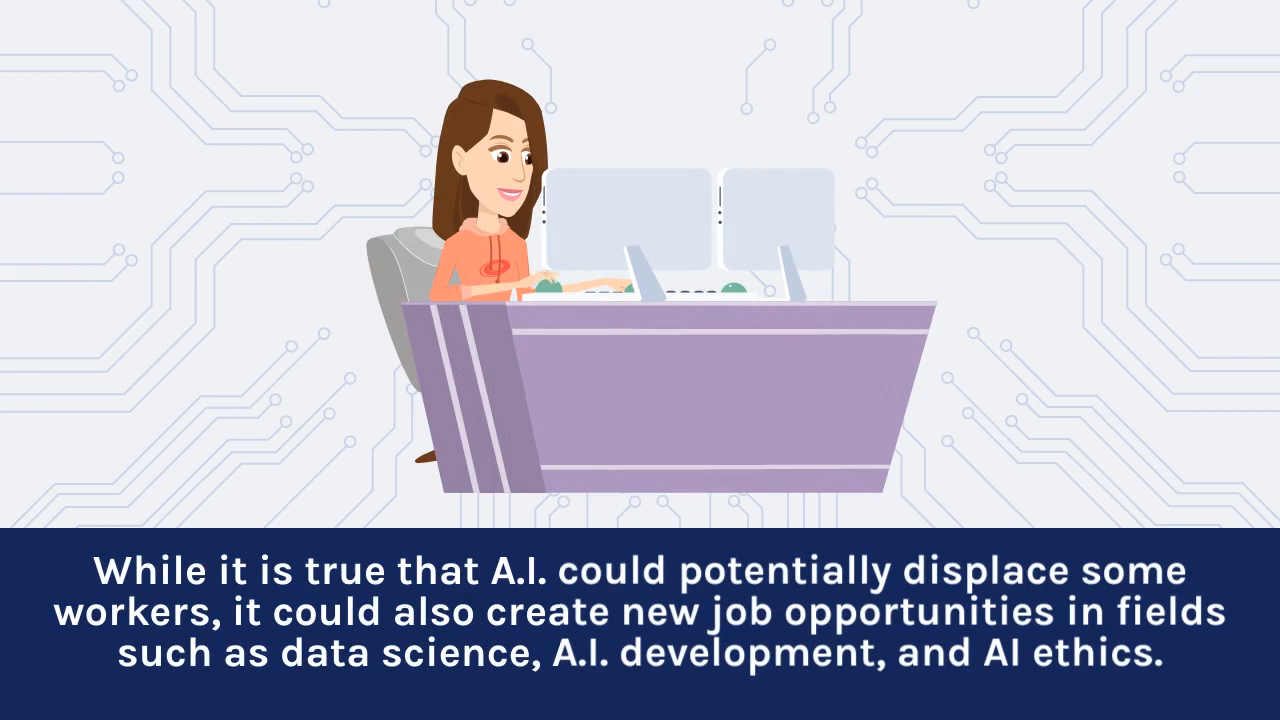 While it is true that A.I. could potentially displace some
workers, it could also create new job opportunities in fields
such as data science, A.I. development, and AI ethics.